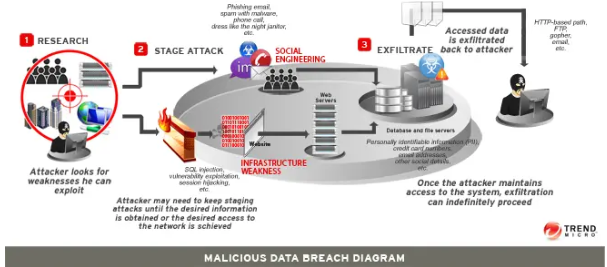 Phishing email,
spam with malware,
phone call,
dress like the night janitor,
etc.
1 RESEARCH
2 STAGE ATTACK
SOCIAL
ENGINEERING
im
3 EXFILTRATE
Accessed data
is exfiltrated
back to attacker
HTTP-based path,
FTP,
gopher,
email,
etc.
Web
Servers
Website
INFRASTRUCTURE
WEAKNESS
SQL injection,
vulnerability exploitation,
session hijacking,
etc.
Database and file servers
Personally identifiable information (PII),
credit card numbers,
email addresses,
other social details,
etc.
Attacker looks for
weaknesses he can
exploit
Attacker may need to keep staging
attacks until the desired information
is obtained or the desired access to
the network is achieved
Once the attacker maintains
access to the system, exfiltration
can indefinitely proceed
TREND
MICRO
MALICIOUS DATA BREACH DIAGRAM